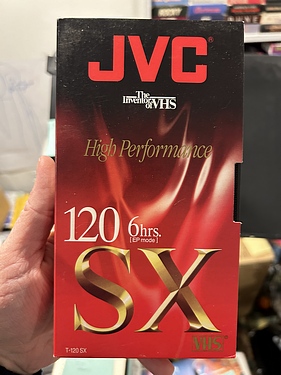 JVC®
The
Inventor
of VHS
High Performance
120 6hrs.
[EP mode]
SX
VHS
T-120 SX